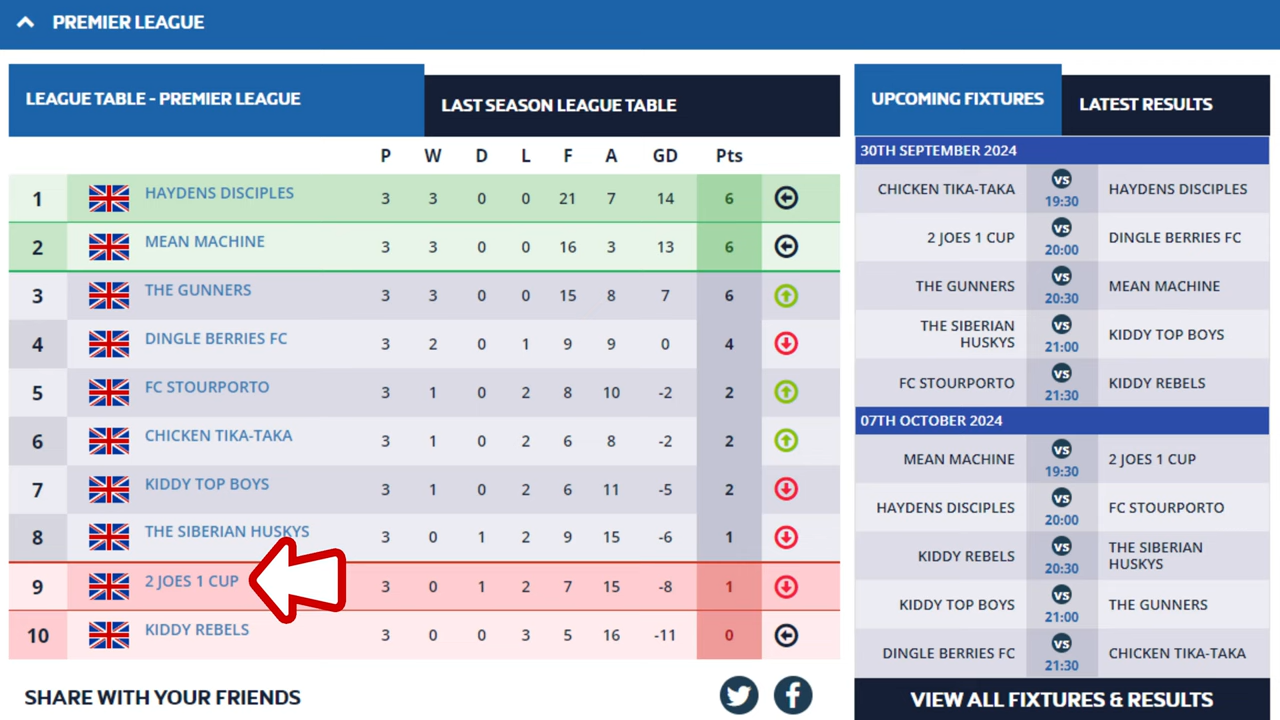 PREMIER LEAGUE
LEAGUE TABLE - PREMIER LEAGUE
LAST SEASON LEAGUE TABLE
P W D L F A GD Pts
1 HAYDENS DISCIPLES 3 3 0 0 21 7 14 6
2 MEAN MACHINE 3 3 0 0 16 3 13 6
3 THE GUNNERS 3 3 0 0 15 8 7 6
4 DINGLE BERRIES FC 3 2 0 1 9 9 0 4
5 FC STOURPORTO 3 1 0 2 8 10 -2 2
6 CHICKEN TIKA-TAKA 3 1 0 2 6 8 -2 2
7 KIDDY TOP BOYS 3 1 0 2 6 11 -5 2
8 THE SIBERIAN HUSKYS 3 0 1 2 9 15 -6 1
9 2 JOES 1 CUP 3 0 1 2 7 15 -8 1
10 KIDDY REBELS 3 0 0 3 5 16 -11 0
SHARE WITH YOUR FRIENDS
UPCOMING FIXTURES
LATEST RESULTS
30TH SEPTEMBER 2024
CHICKEN TIKA-TAKA vs HAYDENS DISCIPLES
19:30
2 JOES 1 CUP vs DINGLE BERRIES FC
20:00
THE GUNNERS vs MEAN MACHINE
20:30
THE SIBERIAN
HUSKYS vs KIDDY TOP BOYS
21:00
FC STOURPORTO vs KIDDY REBELS
21:30
07TH OCTOBER 2024
MEAN MACHINE vs 2 JOES 1 CUP
19:30
HAYDENS DISCIPLES vs FC STOURPORTO
20:00
KIDDY REBELS vs THE SIBERIAN
HUSKYS
20:30
KIDDY TOP BOYS vs THE GUNNERS
21:00
DINGLE BERRIES FC vs CHICKEN TIKA-TAKA
21:30
VIEW ALL FIXTURES & RESULTS